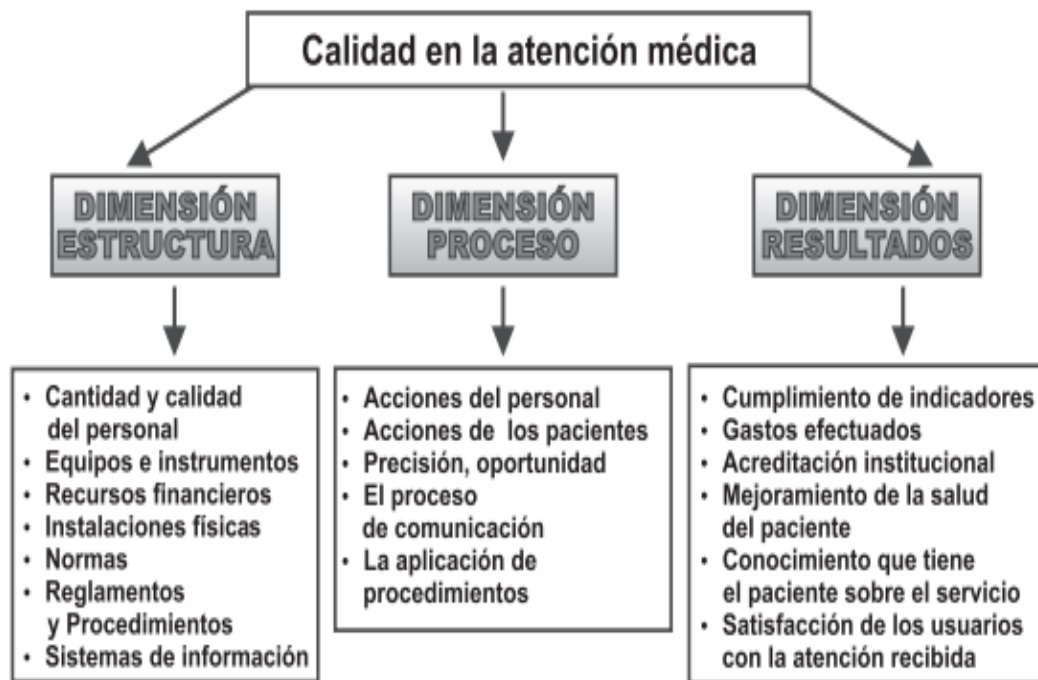 Calidad en la atención médica
DIMENSIÓN
ESTRUCTURA
DIMENSIÓN
PROCESO
DIMENSIÓN
RESULTADOS
• Cantidad y calidad
del personal
• Equipos e instrumentos
• Recursos financieros
• Instalaciones físicas
• Normas
• Reglamentos
y Procedimientos
• Sistemas de información
• Acciones del personal
• Acciones de los pacientes
• Precisión, oportunidad
• El proceso
de comunicación
• La aplicación de
procedimientos
• Cumplimiento de indicadores
• Gastos efectuados
• Acreditación institucional
• Mejoramiento de la salud
del paciente
• Conocimiento que tiene
el paciente sobre el servicio
• Satisfacción de los usuarios
con la atención recibida